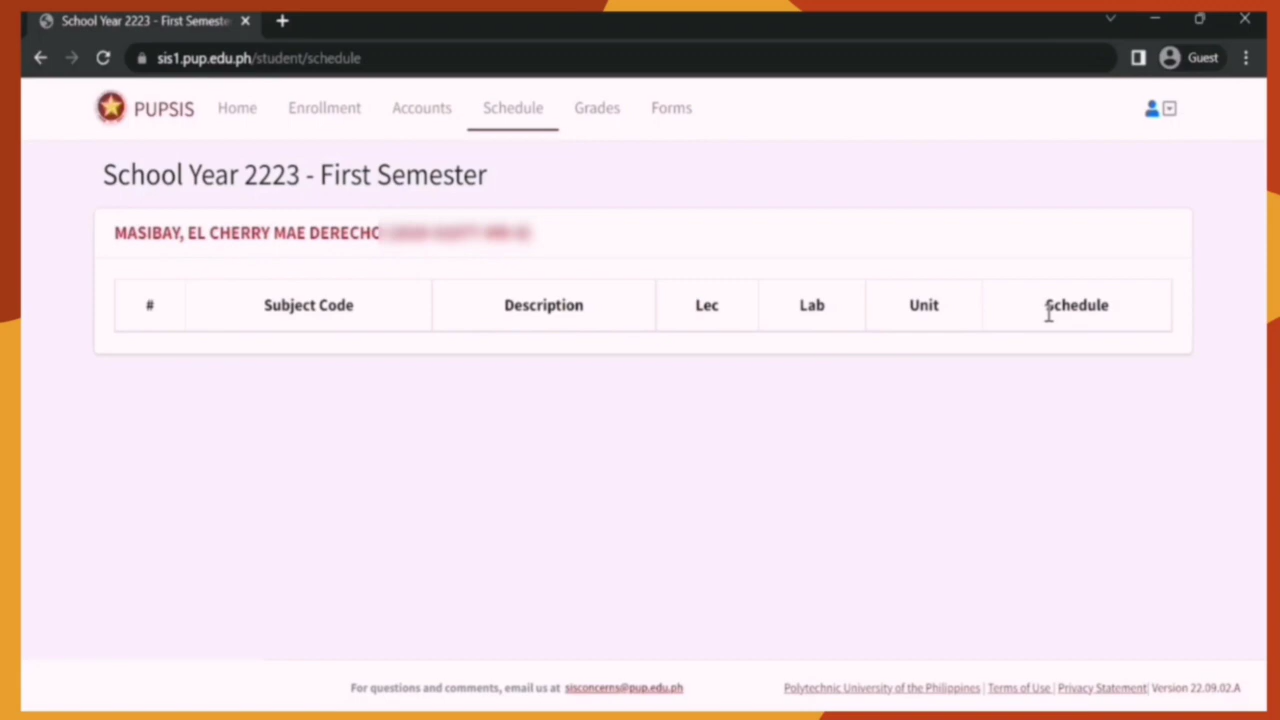 School Year 2223 - First Semeste
sis1.pup.edu.ph/student/schedule
Guest
PUPSIS Home Enrollment Accounts Schedule Grades Forms
School Year 2223 - First Semester
MASIBAY, EL CHERRY MAE DERECHO
# Subject Code Description Lec Lab Unit Schedule
For questions and comments, email us at sisconcerns@pup.edu.ph Polytechnic University of the Philippines | Terms of Use | Privacy Statement| Version 22.09.02.A